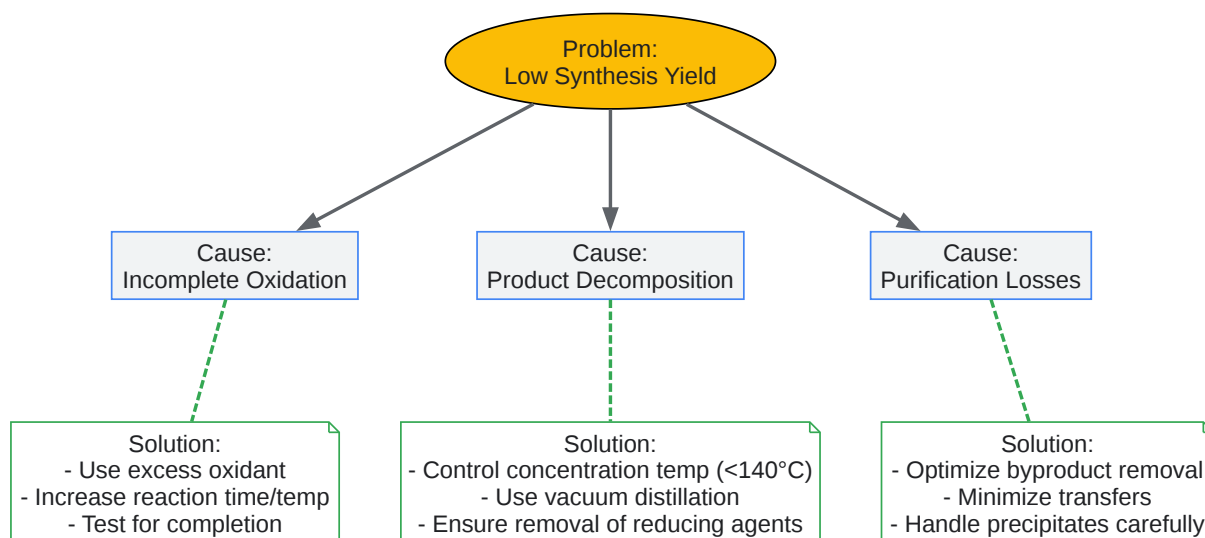 Problem:
Low Synthesis Yield
Cause:
Incomplete Oxidation
Cause:
Product Decomposition
Cause:
Purification Losses
Solution:
- Use excess oxidant
- Increase reaction time/temp
- Test for completion
Solution:
- Control concentration temp (<140°C)
- Use vacuum distillation
- Ensure removal of reducing agents
Solution:
- Optimize byproduct removal
- Minimize transfers
- Handle precipitates carefully